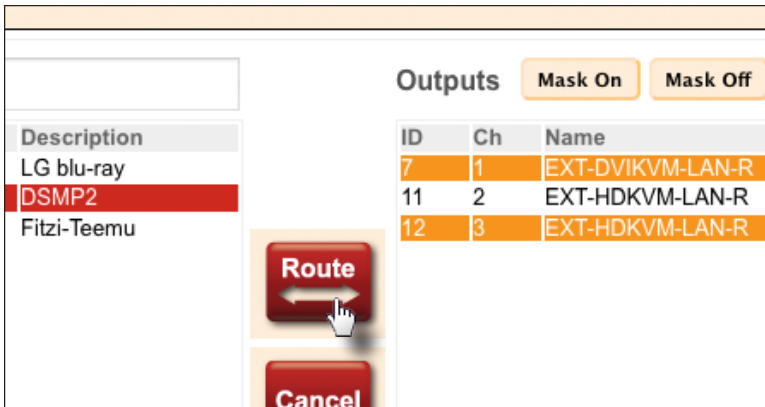 Outputs Mask On Mask Off
Description
LG blu-ray
DSMP2
Fitzi-Teemu
ID Ch Name
7 1 EXT-DVIKVM-LAN-R
11 2 EXT-HDKVM-LAN-R
12 3 EXT-HDKVM-LAN-R
Route
Cancel